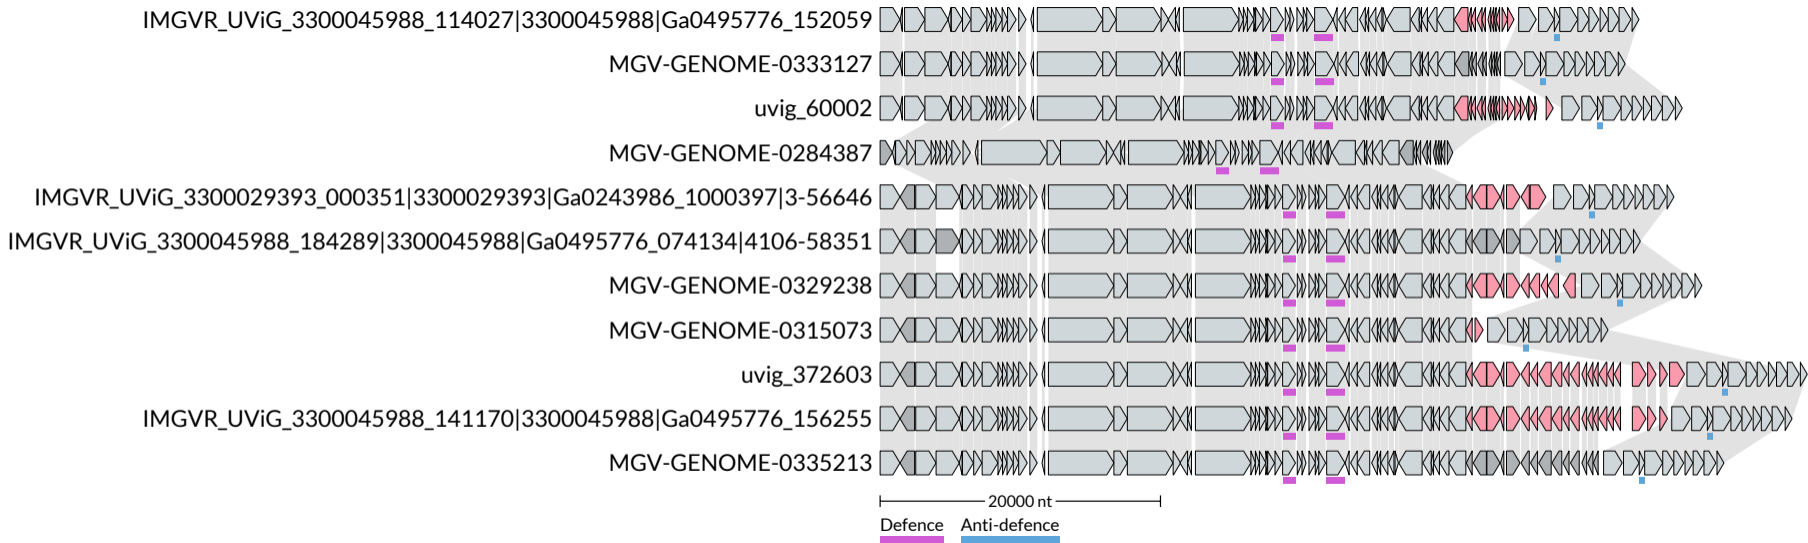 IMGVR_UViG_3300045988_114027|3300045988|Ga0495776_152059
MGV-GENOME-0333127
uvig_60002
MGV-GENOME-0284387
IMGVR_UViG_3300029393_000351|3300029393|Ga0243986_1000397|3-56646
IMGVR_UViG_3300045988_184289|3300045988|Ga0495776_074134|4106-58351
MGV-GENOME-0329238
MGV-GENOME-0315073
uvig_372603
IMGVR_UViG_3300045988_141170|3300045988|Ga0495776_156255
MGV-GENOME-0335213
20000 nt
Defence Anti-defence